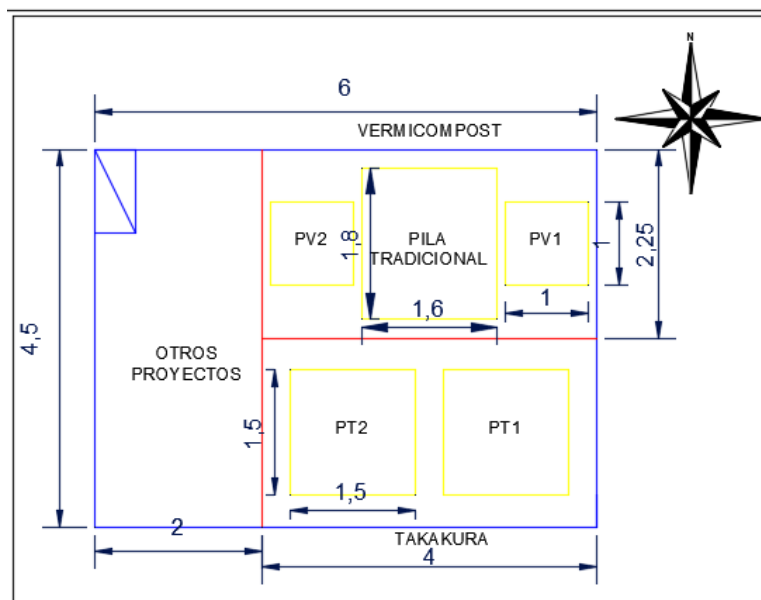 N
6
VERMICOMPOST
PV2
1,8
PILA
TRADICIONAL
PV1
1
2,25
1
1,6
4,5
OTROS
PROYECTOS
1,5
PT2
PT1
1,5
2
TAKAKURA
4